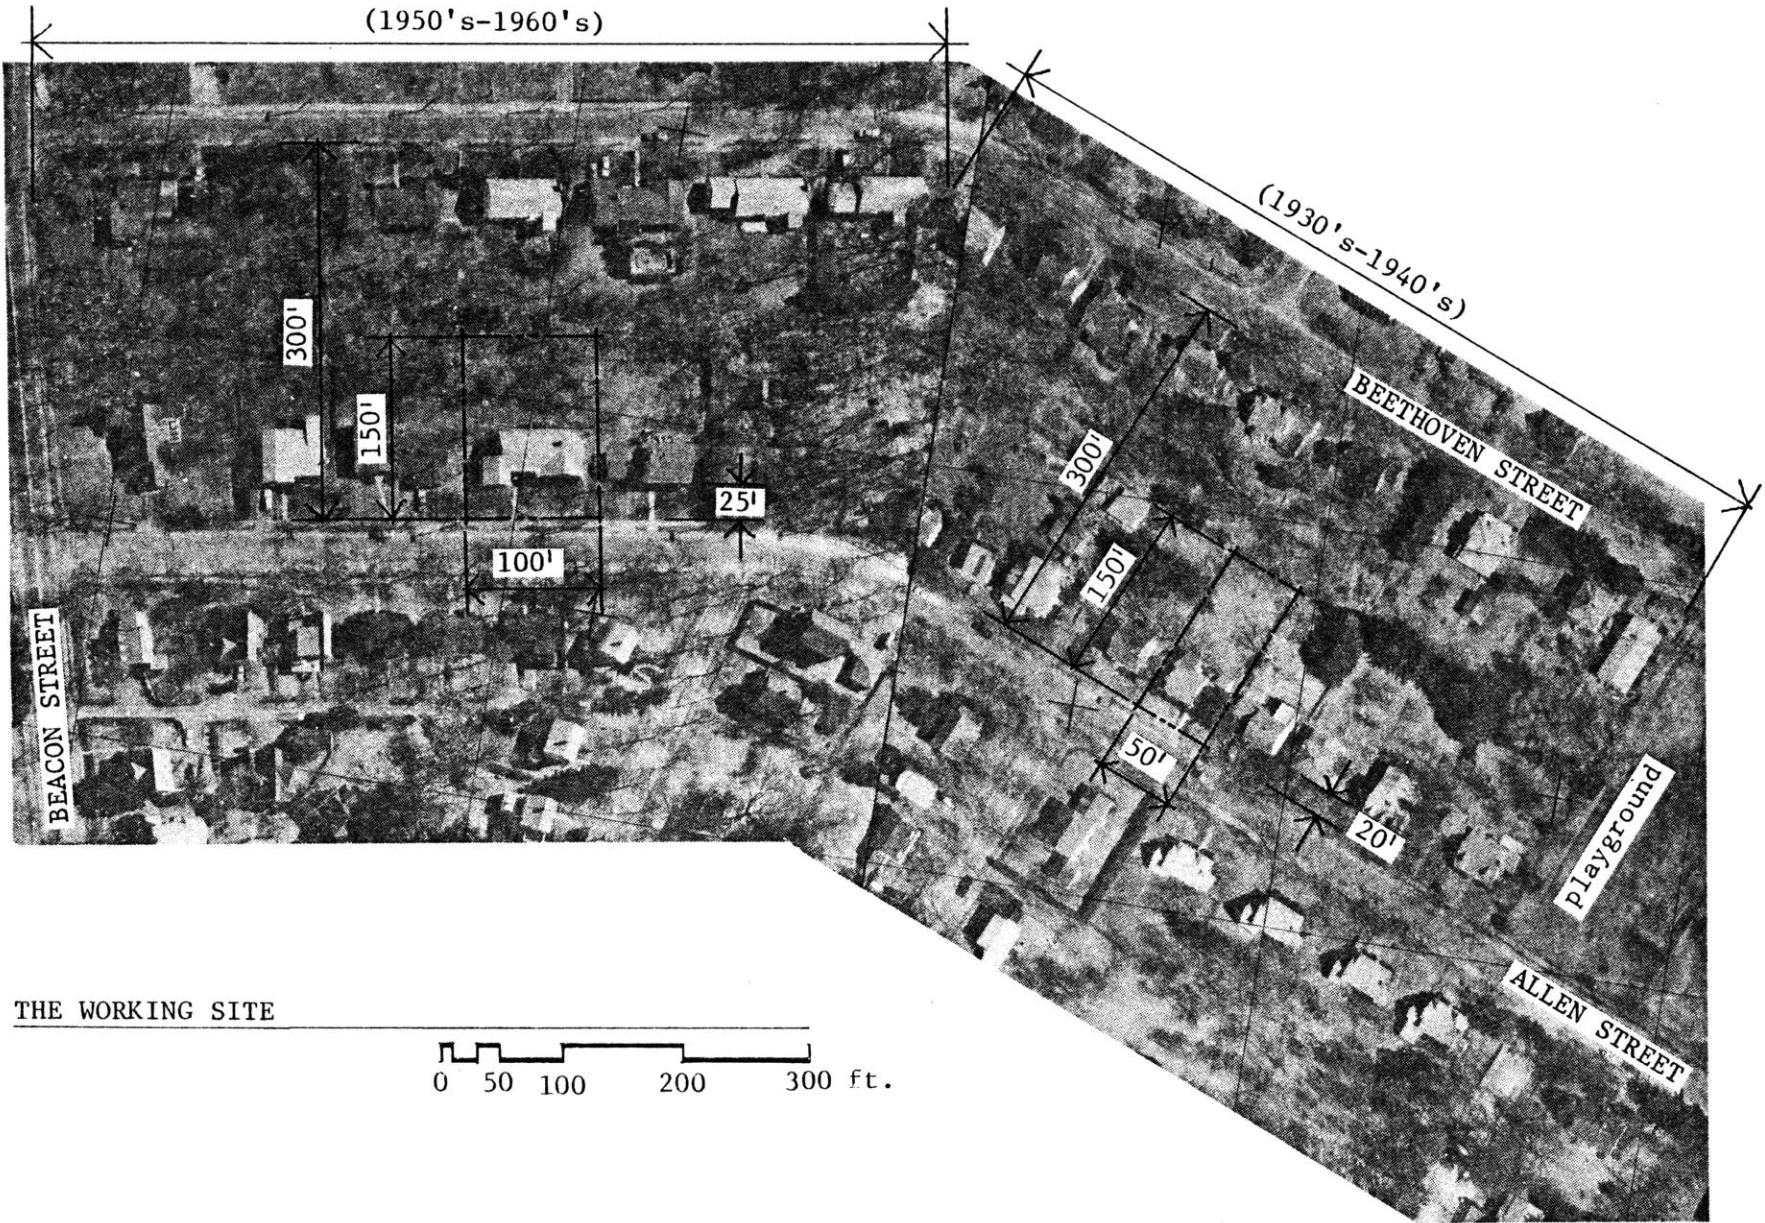 (1950's-1960's)
(1930's-1940's)
300'
150'
25'
100'
BEACON STREET
BEETHOVEN STREET
300'
150'
50'
20'
playground
ALLEN STREET
THE WORKING SITE
0 50 100 200 300 ft.